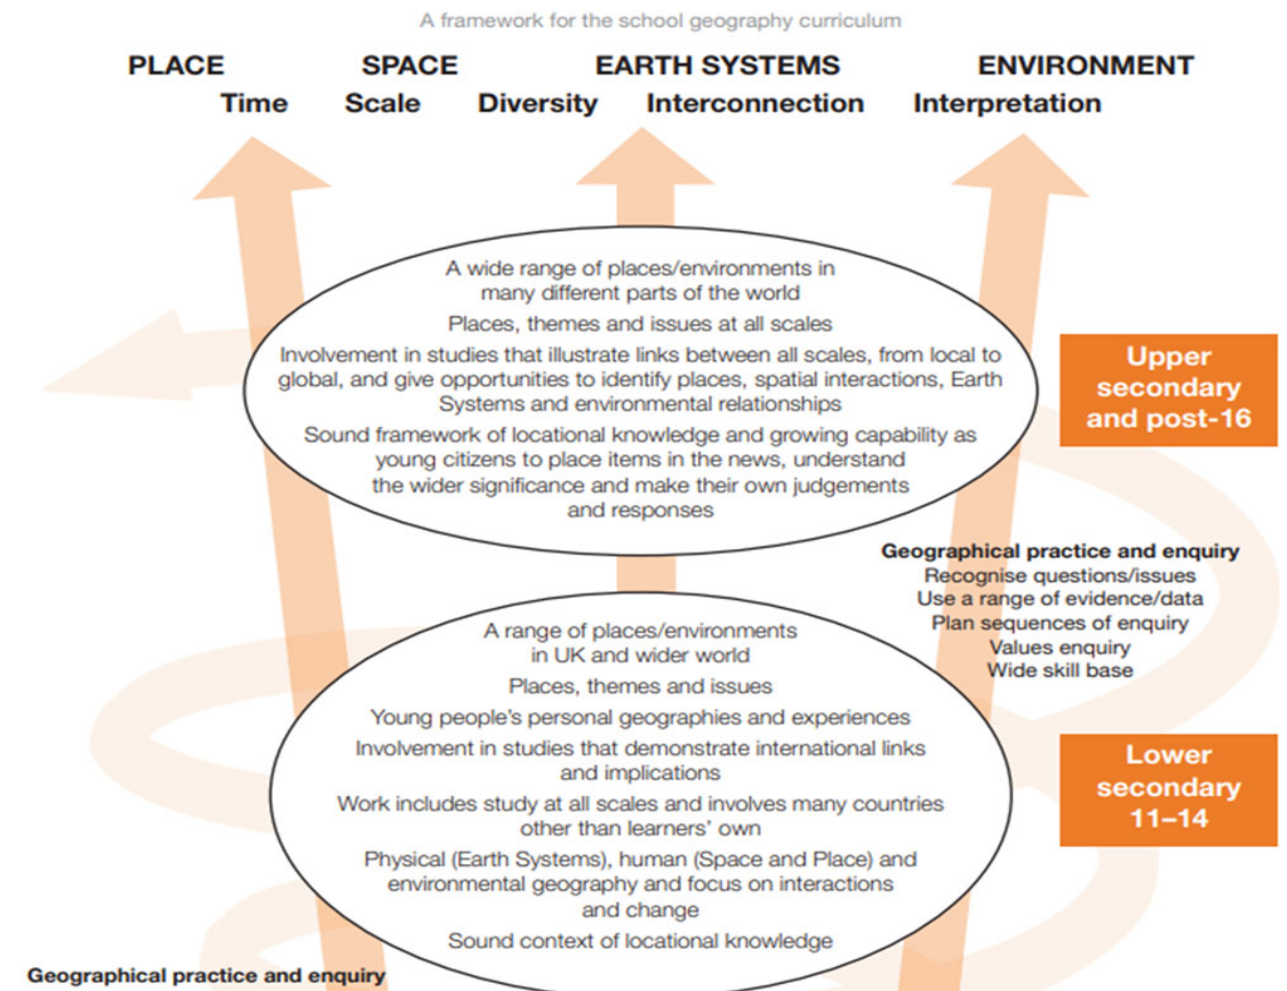 A framework for the school geography curriculum
PLACE SPACE EARTH SYSTEMS ENVIRONMENT
Time Scale Diversity Interconnection Interpretation
A wide range of places/environments in
many different parts of the world
Places, themes and issues at all scales
Involvement in studies that illustrate links between all scales, from local to
global, and give opportunities to identify places, spatial interactions, Earth
Systems and environmental relationships
Sound framework of locational knowledge and growing capability as
young citizens to place items in the news, understand
the wider significance and make their own judgements
and responses
Upper
secondary
and post-16
Geographical practice and enquiry
Recognise questions/issues
Use a range of evidence/data
Plan sequences of enquiry
Values enquiry
Wide skill base
A range of places/environments
in UK and wider world
Places, themes and issues
Young people's personal geographies and experiences
Involvement in studies that demonstrate international links
and implications
Work includes study at all scales and involves many countries
other than learners' own
Physical (Earth Systems), human (Space and Place) and
environmental geography and focus on interactions
and change
Sound context of locational knowledge
Lower
secondary
11–14
Geographical practice and enquiry